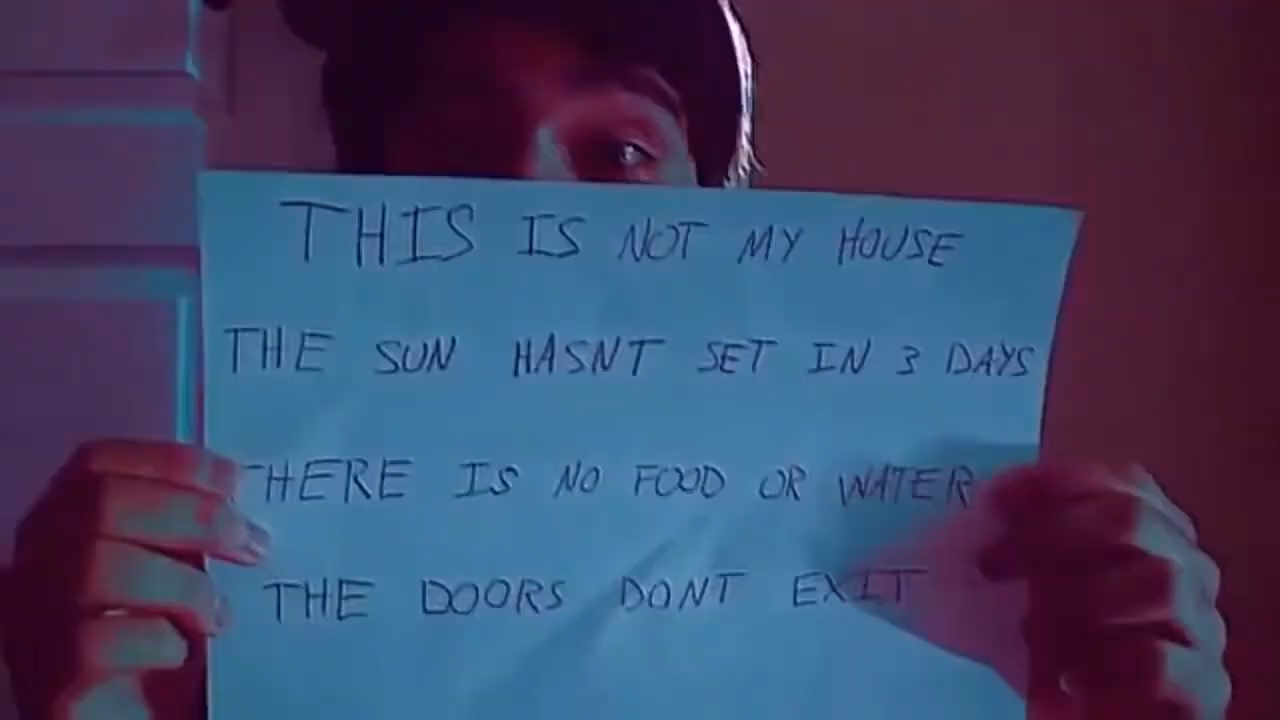 THIS IS NOT MY HOUSE
THE SUN HASNT SET IN 3 DAYS
THERE IS NO FOOD OR WATER
THE DOORS DONT EXIT